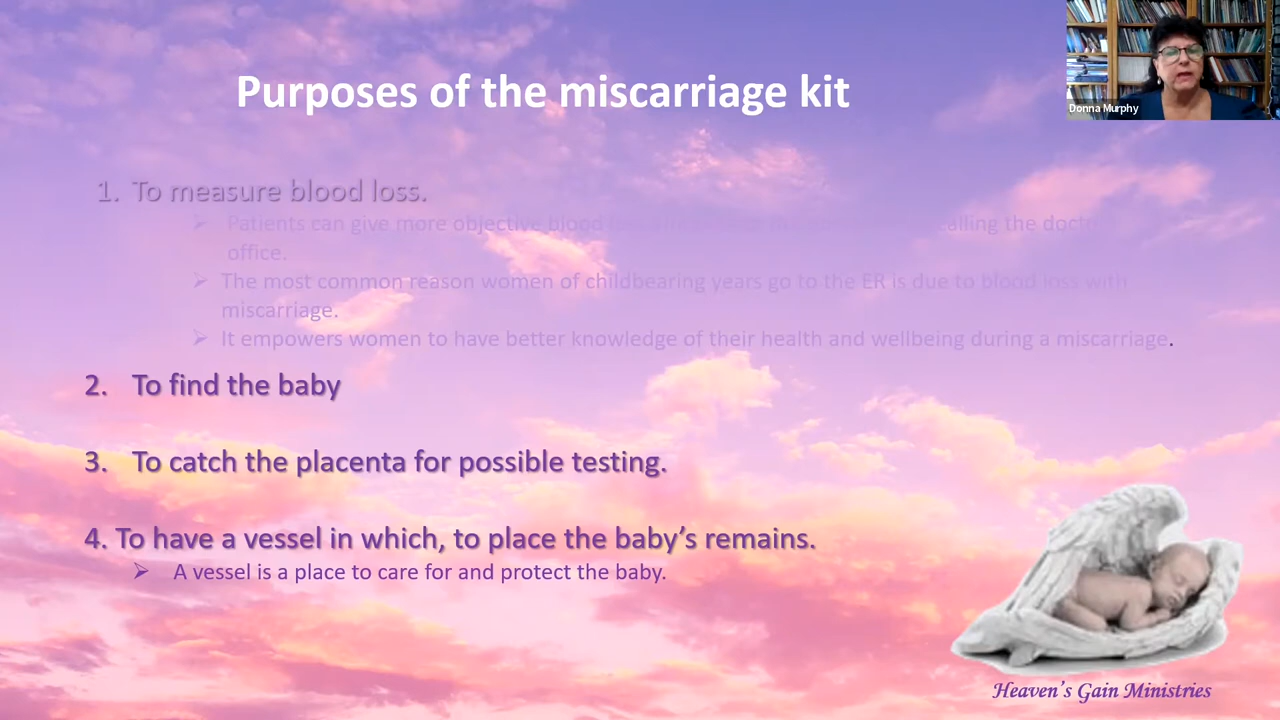 Purposes of the miscarriage kit
Donna Murphy
1. To measure blood loss.
➢ Patients can give more objective blood calling the
office.
➢ The most common reason women of childbearing years go to the ER is due to blood loss with
miscarriage.
➢ It empowers women to have better knowledge of their health and wellbeing during a miscarriage.
2. To find the baby
3. To catch the placenta for possible testing.
4. To have a vessel in which, to place the baby’s remains.
➢ A vessel is a place to care for and protect the baby.
Heaven’s Gain Ministries